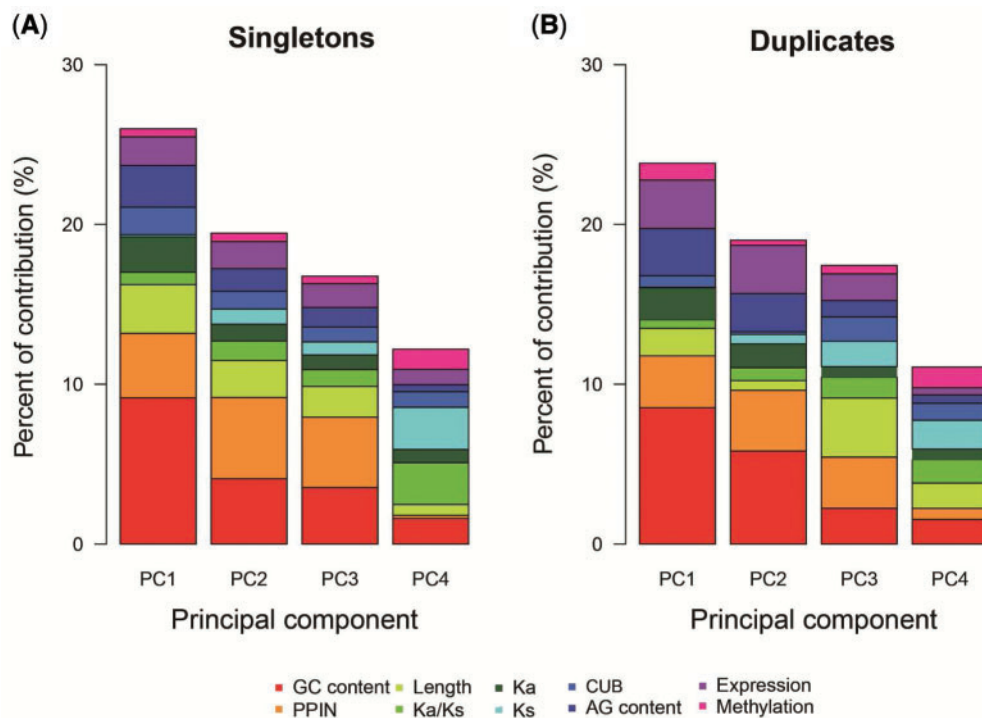 (A)
Singletons
30
20
10
0
Percent of contribution (%)
PC1 PC2 PC3 PC4
Principal component
(B)
Duplicates
30
20
10
0
Percent of contribution (%)
PC1 PC2 PC3 PC4
Principal component
GC content Length Ka CUB Expression
PPIN Ka/Ks Ks AG content Methylation